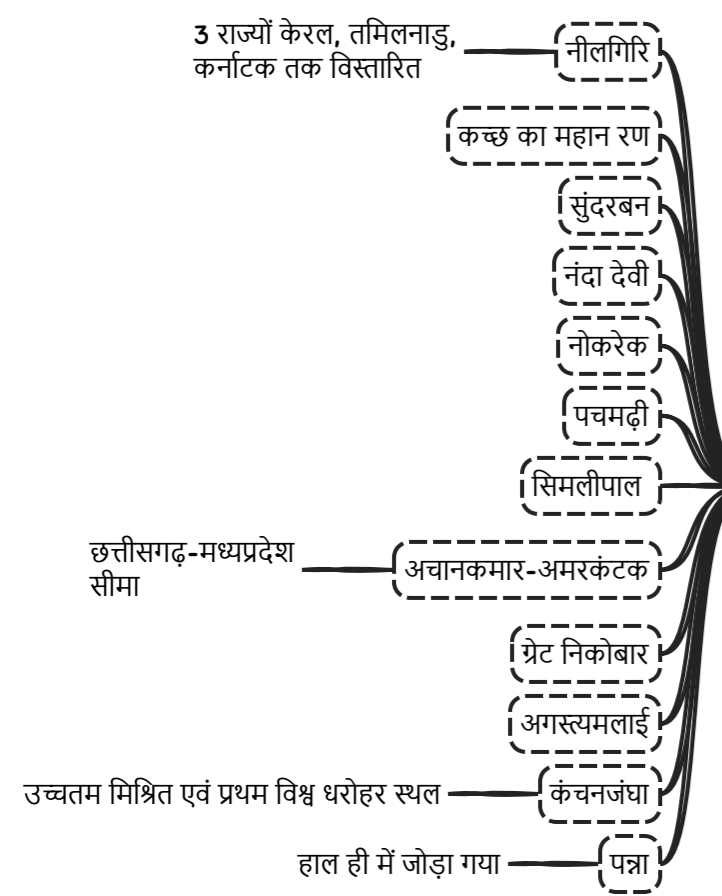 3 राज्यों केरल, तमिलनाडु,
कर्नाटक तक विस्तारित
नीलगिरि
कच्छ का महान रण
सुंदरबन
नंदा देवी
नोकरेक
पचमढ़ी
सिमलीपाल
छत्तीसगढ़-मध्यप्रदेश
सीमा
अचानकमार-अमरकंटक
ग्रेट निकोबार
अगस्त्यमलाई
उच्चतम मिश्रित एवं प्रथम विश्व धरोहर स्थल
कंचनजंघा
हाल ही में जोड़ा गया
पन्ना